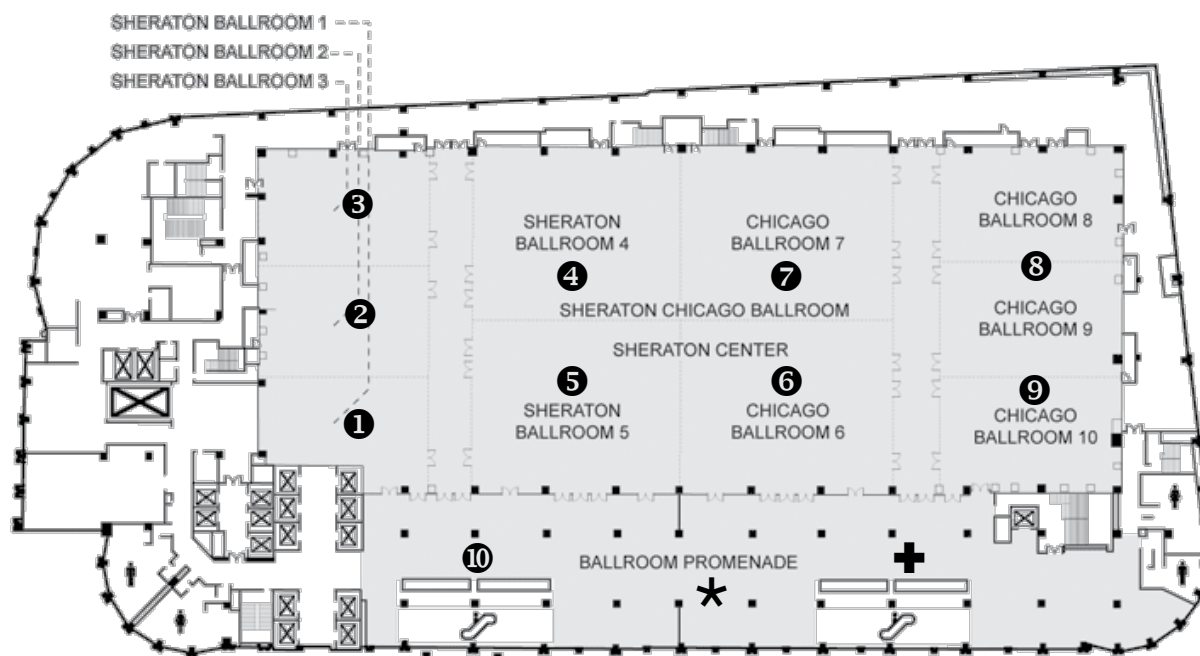 SHERATON BALLROOM 1
SHERATON BALLROOM 2
SHERATON BALLROOM 3
3
SHERATON
BALLROOM 4
CHICAGO
BALLROOM 7
CHICAGO
BALLROOM 8
4
7
8
2
SHERATON CHICAGO BALLROOM
CHICAGO
BALLROOM 9
SHERATON CENTER
5
6
9
1
SHERATON
BALLROOM 5
CHICAGO
BALLROOM 6
CHICAGO
BALLROOM 10
10
BALLROOM PROMENADE